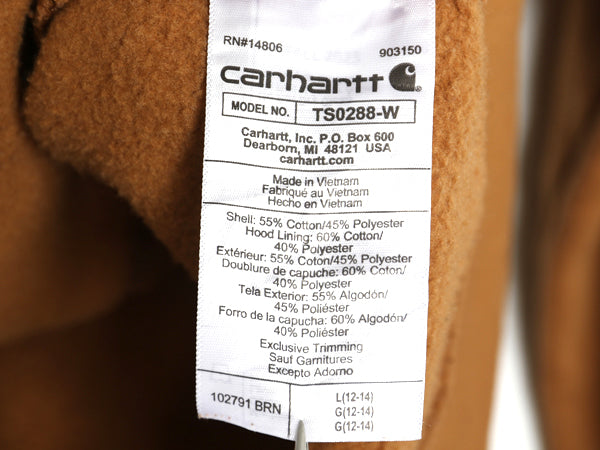 RN#14806 903150
carhartt
MODEL NO. TS0288-W
Carhartt, Inc. P.O. Box 600
Dearborn, MI 48121 USA
carhartt.com
Made in Vietnam
Fabriqué au Vietnam
Hecho en Vietnam
Shell: 55% Cotton/45% Polyester
Hood Lining: 60% Cotton/
40% Polyester
Extérieur: 55% Coton/45% Polyester
Doublure de capuche: 60% Coton/
40% Polyester
Tela Exterior: 55% Algodón/
45% Poliéster
Forro de la capucha: 60% Algodón/
40% Poliéster
Exclusive Trimming
Sauf Garnitures
Excepto Adorno
102791 BRN
L(12-14)
G(12-14)
G(12-14)